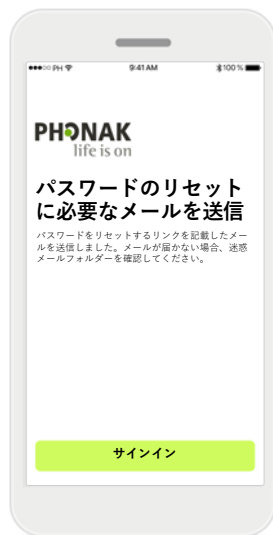 ●●●○○ PH 9:41 AM 100 %
PHONAK
life is on
パスワードのリセット
に必要なメールを送信
パスワードをリセットするリンクを記載したメー
ルを送信しました。メールが届かない場合、迷惑
メールフォルダーを確認してください。
サインイン